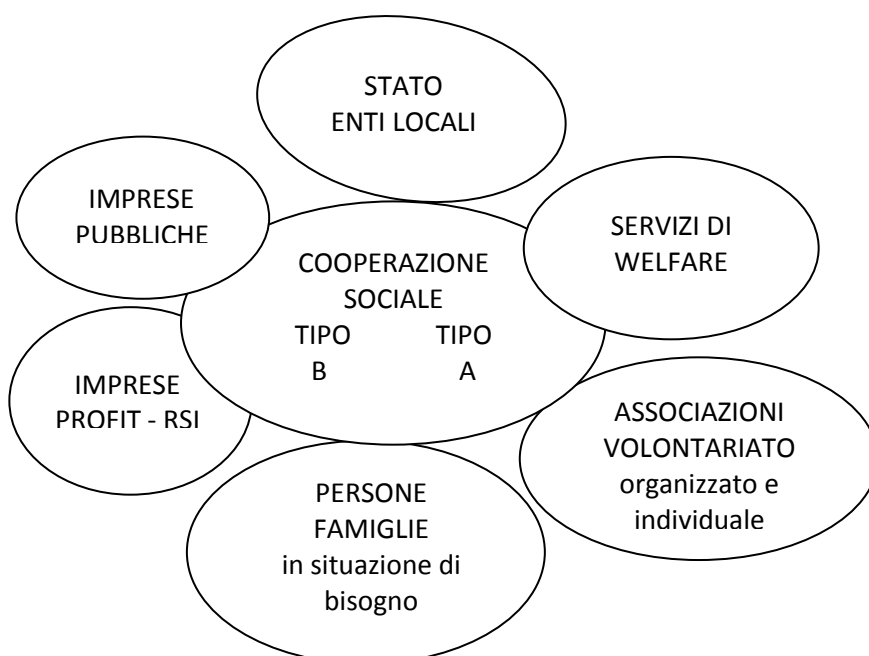 STATO
ENTI LOCALI
IMPRESE
PUBBLICHE
SERVIZI DI
WELFARE
COOPERAZIONE
SOCIALE
TIPO TIPO
B A
IMPRESE
PROFIT - RSI
ASSOCIAZIONI
VOLONTARIATO
organizzato e
individuale
PERSONE
FAMIGLIE
in situazione di
bisogno